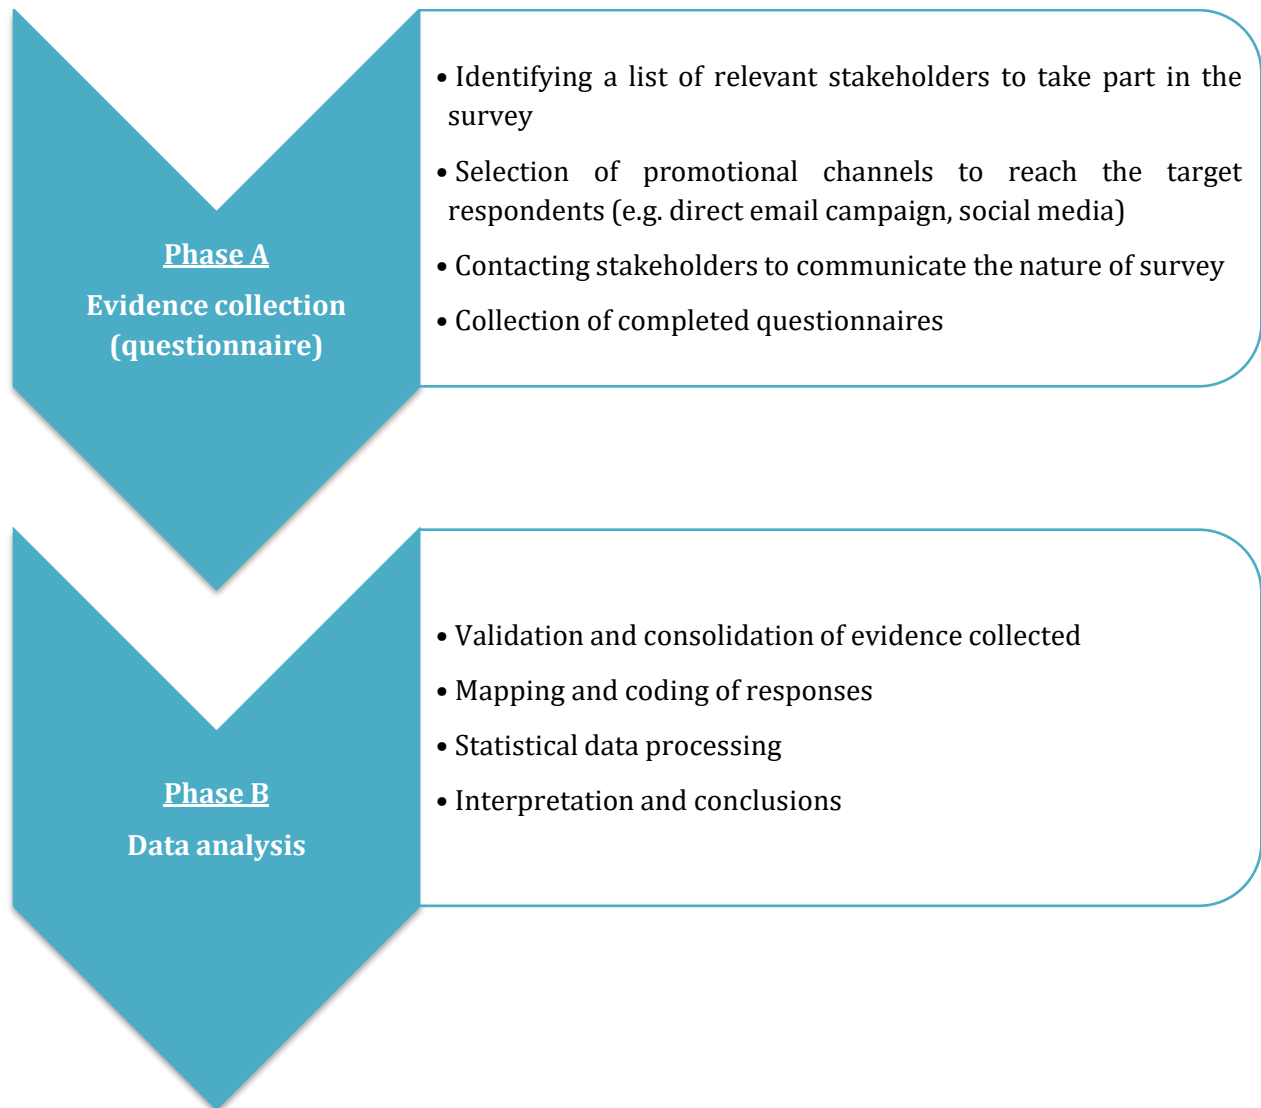 Phase A
Evidence collection
(questionnaire)
• Identifying a list of relevant stakeholders to take part in the
survey
• Selection of promotional channels to reach the target
respondents (e.g. direct email campaign, social media)
• Contacting stakeholders to communicate the nature of survey
• Collection of completed questionnaires
Phase B
Data analysis
• Validation and consolidation of evidence collected
• Mapping and coding of responses
• Statistical data processing
• Interpretation and conclusions